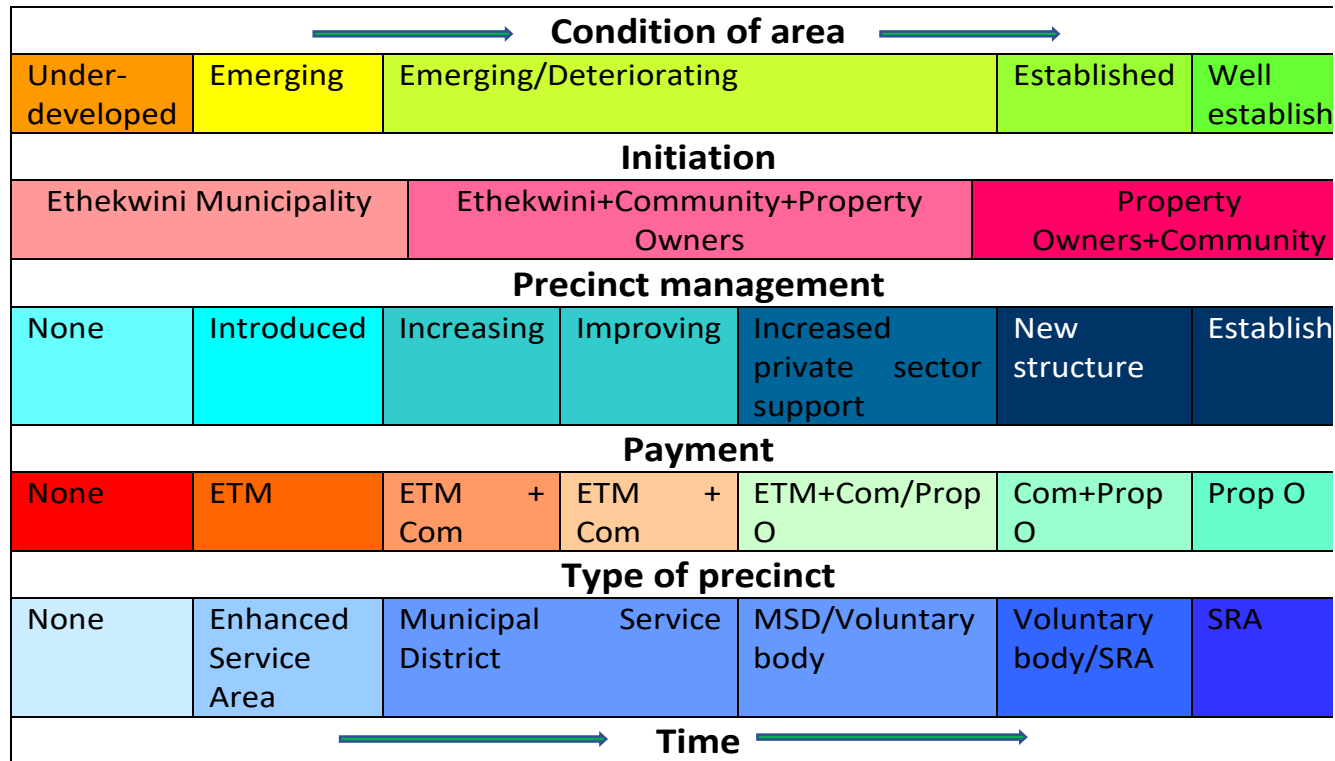 Condition of area
Under-
developed
Emerging
Emerging/Deteriorating
Established
Well
establish
Initiation
Ethekwini Municipality
Ethekwini+Community+Property
Owners
Property
Owners+Community
Precinct management
None
Introduced
Increasing
Improving
Increased
private sector
support
New
structure
Establish
Payment
None
ETM
ETM +
Com
ETM +
Com
ETM+Com/Prop
O
Com+Prop
O
Prop O
Type of precinct
None
Enhanced
Service
Area
Municipal Service
District
MSD/Voluntary
body
Voluntary
body/SRA
SRA
Time